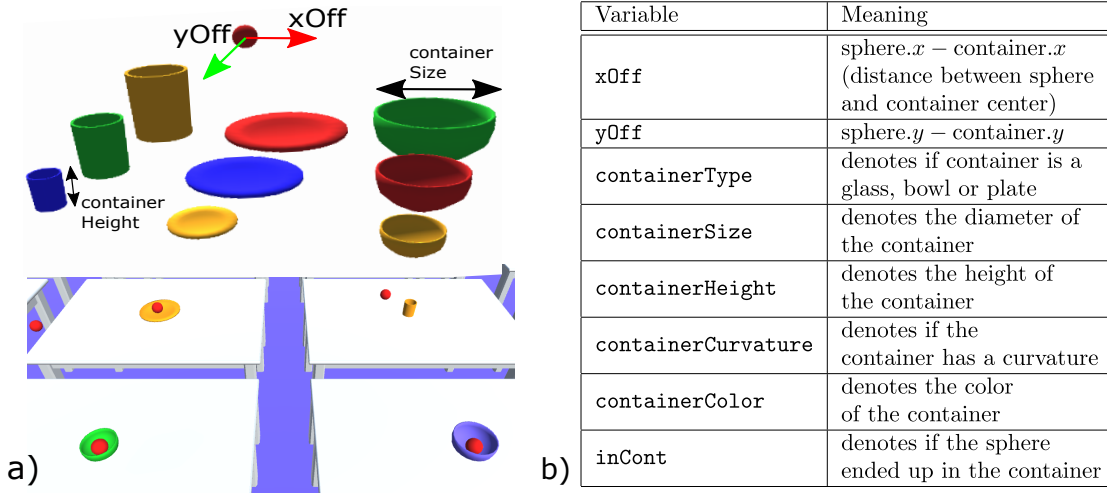 yOff
xOff
container
Size
container
Height
a)
b)
Variable Meaning
xOff sphere.x − container.x
(distance between sphere
and container center)
yOff sphere.y − container.y
containerType denotes if container is a
glass, bowl or plate
containerSize denotes the diameter of
the container
containerHeight denotes the height of
the container
containerCurvature denotes if the
container has a curvature
containerColor denotes the color
of the container
inCont denotes if the sphere
ended up in the container